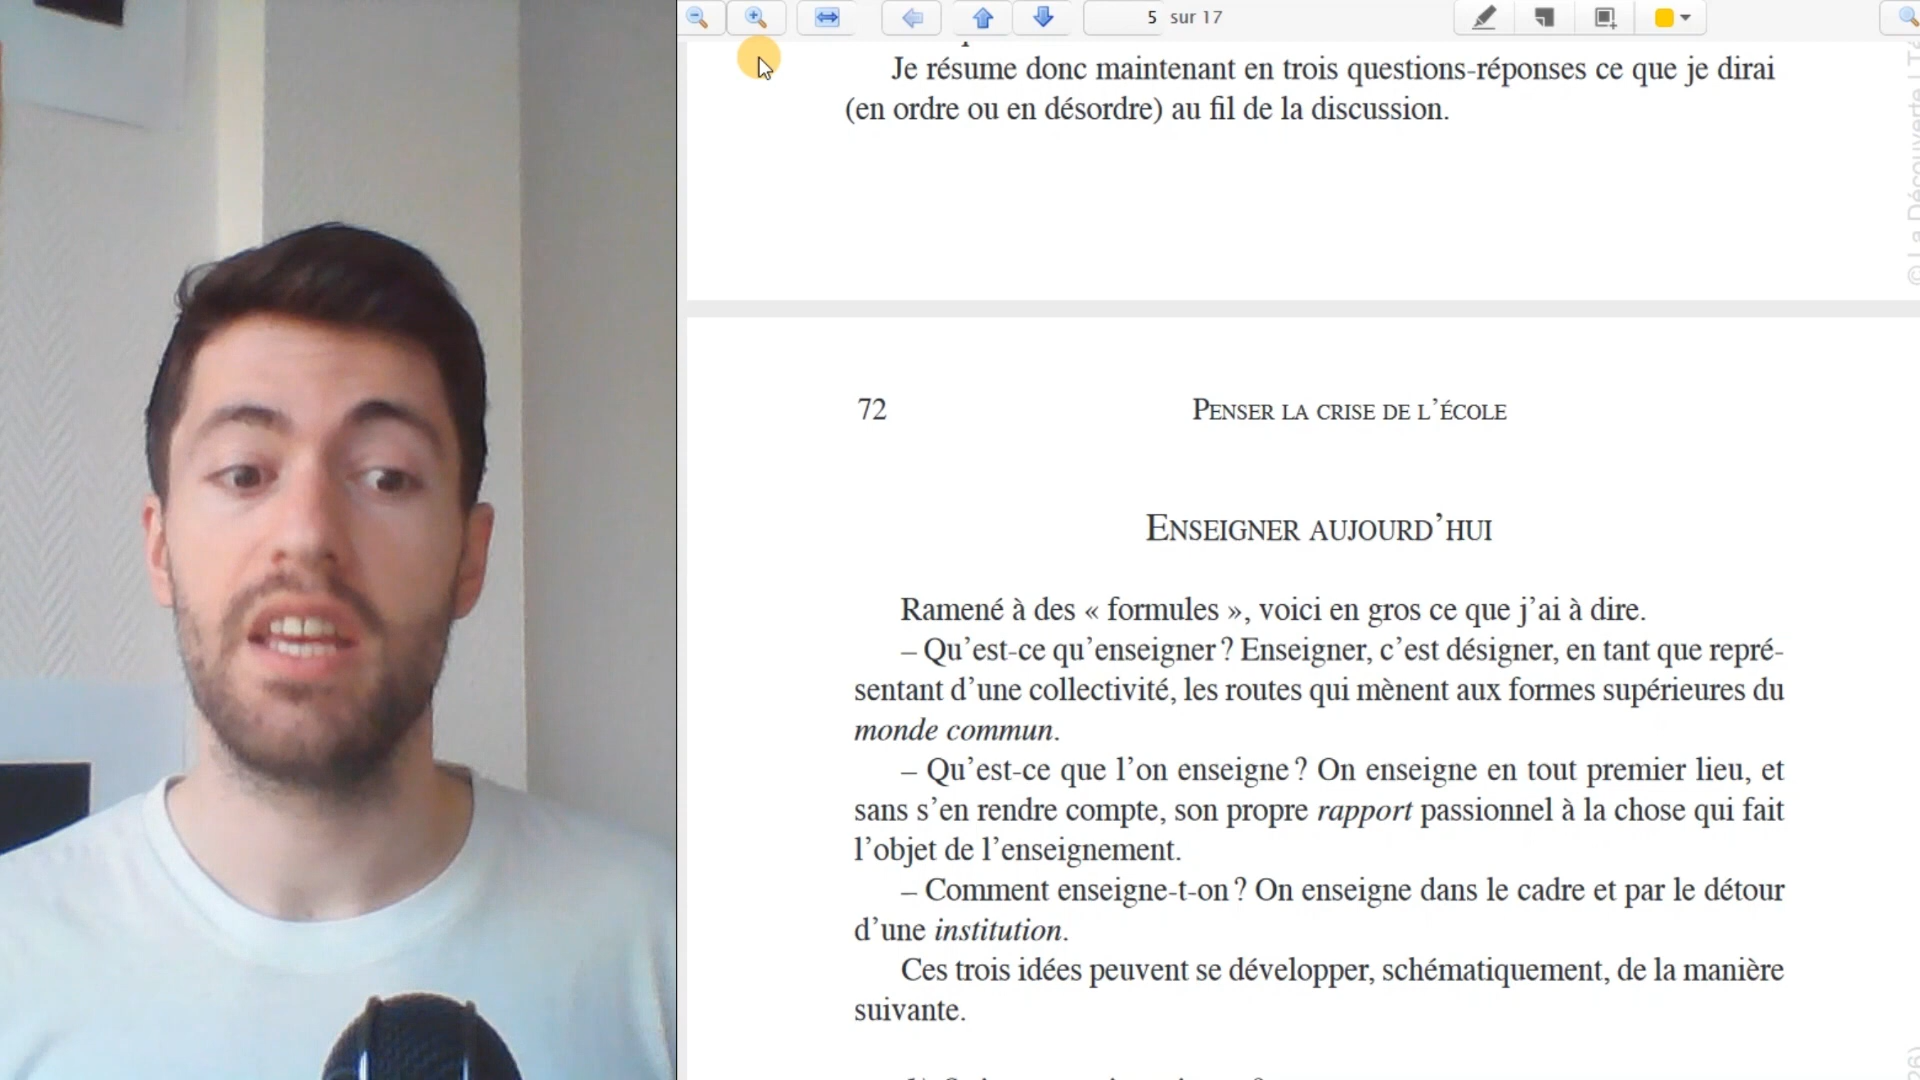 5 sur 17
Je résume donc maintenant en trois questions-réponses ce que je dirai
(en ordre ou en désordre) au fil de la discussion.
© La Découverte | Té
72
PENSER LA CRISE DE L’ÉCOLE
ENSEIGNER AUJOURD’HUI
Ramené à des « formules », voici en gros ce que j’ai à dire.
– Qu’est-ce qu’enseigner ? Enseigner, c’est désigner, en tant que repré-
sentant d’une collectivité, les routes qui mènent aux formes supérieures du
monde commun.
– Qu’est-ce que l’on enseigne ? On enseigne en tout premier lieu, et
sans s’en rendre compte, son propre rapport passionnel à la chose qui fait
l’objet de l’enseignement.
– Comment enseigne-t-on ? On enseigne dans le cadre et par le détour
d’une institution.
Ces trois idées peuvent se développer, schématiquement, de la manière
suivante.
26)